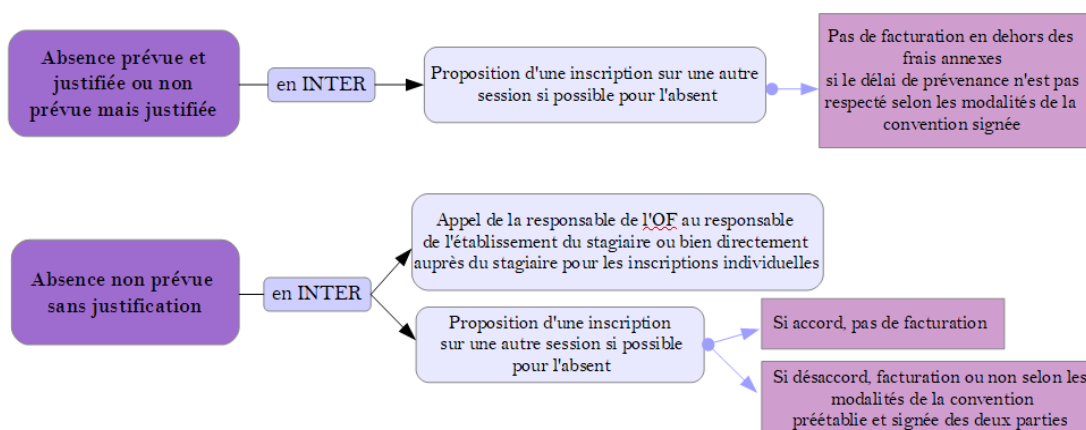 Absence prévue et
justifiée ou non
prévue mais justifiée
en INTER
Proposition d'une inscription sur une autre
session si possible pour l'absent
Pas de facturation en dehors des
frais annexes
si le délai de prévenance n'est pas
respecté selon les modalités de la
convention signée
Absence non prévue
sans justification
en INTER
Appel de la responsable de l'OF au responsable
de l'établissement du stagiaire ou bien directement
auprès du stagiaire pour les inscriptions individuelles
Proposition d'une inscription
sur une autre session si possible
pour l'absent
Si accord, pas de facturation
Si désaccord, facturation ou non selon les
modalités de la convention
préétablie et signée des deux parties